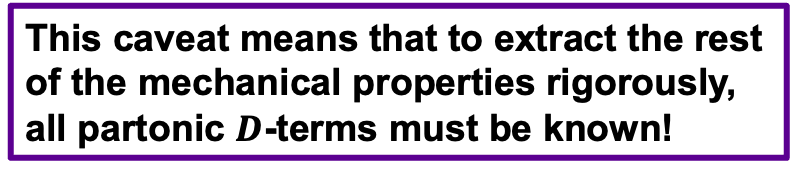 This caveat means that to extract the rest
of the mechanical properties rigorously,
all partonic D-terms must be known!